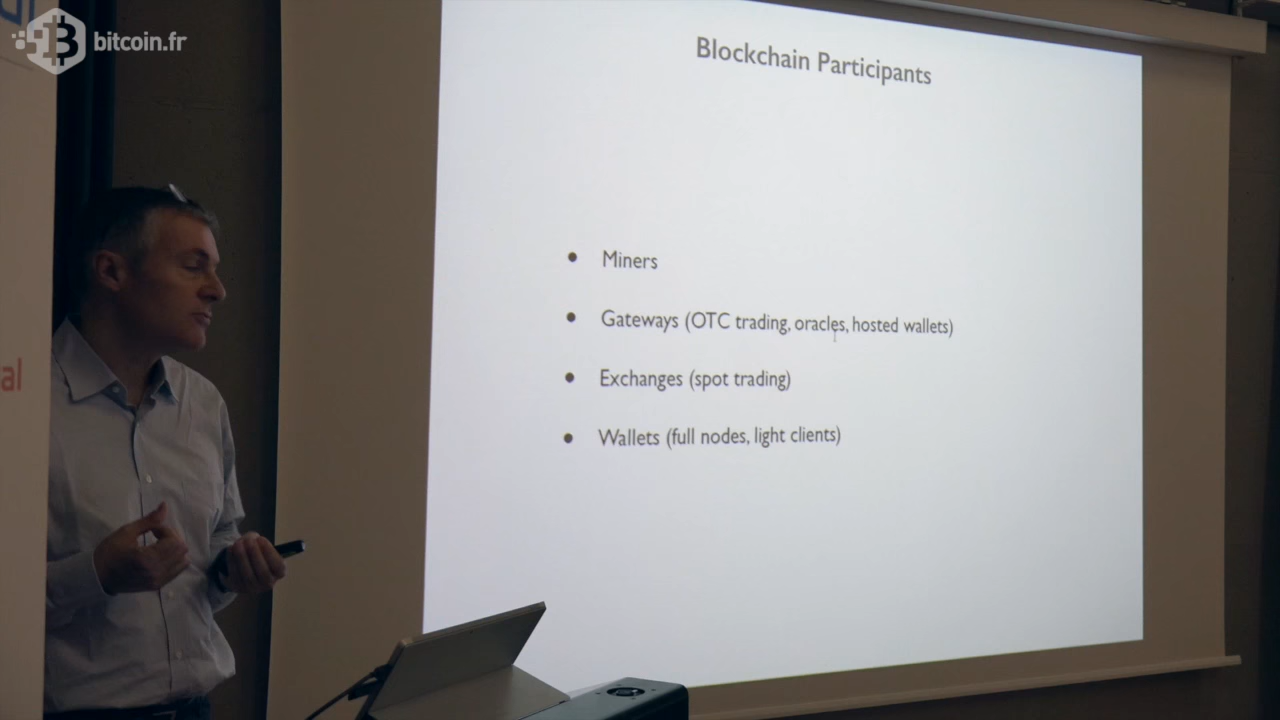 bitcoin.fr
Blockchain Participants
• Miners
• Gateways (OTC trading, oracles, hosted wallets)
• Exchanges (spot trading)
• Wallets (full nodes, light clients)
al